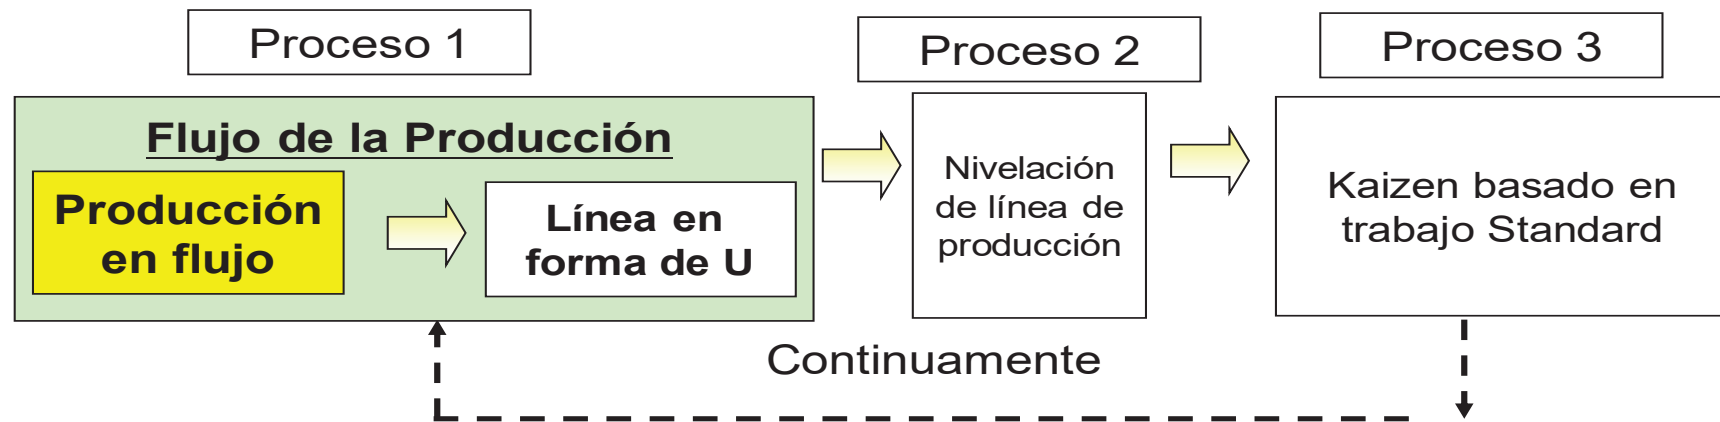 Proceso 1
Proceso 2
Proceso 3
Flujo de la Producción
Producción
en flujo
Línea en
forma de U
Nivelación
de línea de
producción
Kaizen basado en
trabajo Standard
Continuamente